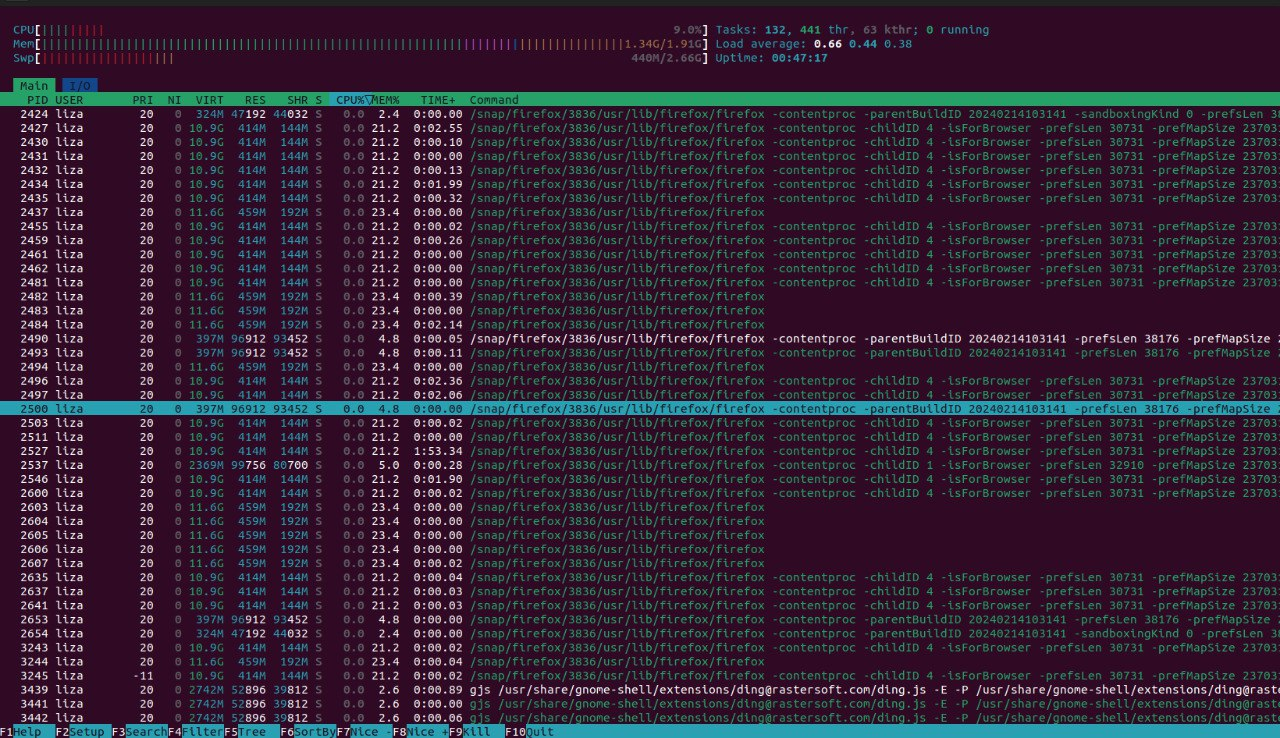 CPU[|||||||||| 9.0%] Tasks: 132, 441 thr, 63 kthr; 0 running
Mem[||||||||||||||||||||||||||||||||||||||||||||||||||||||||||||||||||||||||||||||||||1.34G/1.91G] Load average: 0.66 0.44 0.38
Swp[||||||||||||||||||| 440M/2.66G] Uptime: 00:47:17
Main I/O
PID USER PRI NI VIRT RES SHR S CPU%▽MEM% TIME+ Command
2424 liza 20 0 324M 47192 44032 S 0.0 2.4 0:00.00 /snap/firefox/3836/usr/lib/firefox/firefox -contentproc -parentBuildID 20240214103141 -sandboxingKind 0 -prefsLen 38
2427 liza 20 0 10.9G 414M 144M S 0.0 21.2 0:02.55 /snap/firefox/3836/usr/lib/firefox/firefox -contentproc -childID 4 -isForBrowser -prefsLen 30731 -prefMapSize 23703
2430 liza 20 0 10.9G 414M 144M S 0.0 21.2 0:00.10 /snap/firefox/3836/usr/lib/firefox/firefox -contentproc -childID 4 -isForBrowser -prefsLen 30731 -prefMapSize 23703
2431 liza 20 0 10.9G 414M 144M S 0.0 21.2 0:00.00 /snap/firefox/3836/usr/lib/firefox/firefox -contentproc -childID 4 -isForBrowser -prefsLen 30731 -prefMapSize 23703
2432 liza 20 0 10.9G 414M 144M S 0.0 21.2 0:00.13 /snap/firefox/3836/usr/lib/firefox/firefox -contentproc -childID 4 -isForBrowser -prefsLen 30731 -prefMapSize 23703
2434 liza 20 0 10.9G 414M 144M S 0.0 21.2 0:01.99 /snap/firefox/3836/usr/lib/firefox/firefox -contentproc -childID 4 -isForBrowser -prefsLen 30731 -prefMapSize 23703
2435 liza 20 0 10.9G 414M 144M S 0.0 21.2 0:00.32 /snap/firefox/3836/usr/lib/firefox/firefox -contentproc -childID 4 -isForBrowser -prefsLen 30731 -prefMapSize 23703
2437 liza 20 0 11.6G 459M 192M S 0.0 23.4 0:00.00 /snap/firefox/3836/usr/lib/firefox/firefox
2455 liza 20 0 10.9G 414M 144M S 0.0 21.2 0:00.02 /snap/firefox/3836/usr/lib/firefox/firefox -contentproc -childID 4 -isForBrowser -prefsLen 30731 -prefMapSize 23703
2459 liza 20 0 10.9G 414M 144M S 0.0 21.2 0:00.26 /snap/firefox/3836/usr/lib/firefox/firefox -contentproc -childID 4 -isForBrowser -prefsLen 30731 -prefMapSize 23703
2461 liza 20 0 10.9G 414M 144M S 0.0 21.2 0:00.00 /snap/firefox/3836/usr/lib/firefox/firefox -contentproc -childID 4 -isForBrowser -prefsLen 30731 -prefMapSize 23703
2462 liza 20 0 10.9G 414M 144M S 0.0 21.2 0:00.00 /snap/firefox/3836/usr/lib/firefox/firefox -contentproc -childID 4 -isForBrowser -prefsLen 30731 -prefMapSize 23703
2481 liza 20 0 10.9G 414M 144M S 0.0 21.2 0:00.00 /snap/firefox/3836/usr/lib/firefox/firefox -contentproc -childID 4 -isForBrowser -prefsLen 30731 -prefMapSize 23703
2482 liza 20 0 11.6G 459M 192M S 0.0 23.4 0:00.39 /snap/firefox/3836/usr/lib/firefox/firefox
2483 liza 20 0 11.6G 459M 192M S 0.0 23.4 0:00.00 /snap/firefox/3836/usr/lib/firefox/firefox
2484 liza 20 0 11.6G 459M 192M S 0.0 23.4 0:02.14 /snap/firefox/3836/usr/lib/firefox/firefox
2490 liza 20 0 397M 96912 93452 S 0.0 4.8 0:00.05 /snap/firefox/3836/usr/lib/firefox/firefox -contentproc -parentBuildID 20240214103141 -prefsLen 38176 -prefMapSize 2
2493 liza 20 0 397M 96912 93452 S 0.0 4.8 0:00.11 /snap/firefox/3836/usr/lib/firefox/firefox -contentproc -parentBuildID 20240214103141 -prefsLen 38176 -prefMapSize 2
2494 liza 20 0 11.6G 459M 192M S 0.0 23.4 0:00.00 /snap/firefox/3836/usr/lib/firefox/firefox
2496 liza 20 0 10.9G 414M 144M S 0.0 21.2 0:02.36 /snap/firefox/3836/usr/lib/firefox/firefox -contentproc -childID 4 -isForBrowser -prefsLen 30731 -prefMapSize 23703
2497 liza 20 0 10.9G 414M 144M S 0.0 21.2 0:02.06 /snap/firefox/3836/usr/lib/firefox/firefox -contentproc -childID 4 -isForBrowser -prefsLen 30731 -prefMapSize 23703
2500 liza 20 0 397M 96912 93452 S 0.0 4.8 0:00.00 /snap/firefox/3836/usr/lib/firefox/firefox -contentproc -parentBuildID 20240214103141 -prefsLen 38176 -prefMapSize 2
2503 liza 20 0 10.9G 414M 144M S 0.0 21.2 0:00.02 /snap/firefox/3836/usr/lib/firefox/firefox -contentproc -childID 4 -isForBrowser -prefsLen 30731 -prefMapSize 23703
2511 liza 20 0 10.9G 414M 144M S 0.0 21.2 0:00.00 /snap/firefox/3836/usr/lib/firefox/firefox -contentproc -childID 4 -isForBrowser -prefsLen 30731 -prefMapSize 23703
2527 liza 20 0 10.9G 414M 144M S 0.0 21.2 1:53.34 /snap/firefox/3836/usr/lib/firefox/firefox -contentproc -childID 4 -isForBrowser -prefsLen 30731 -prefMapSize 23703
2537 liza 20 0 2369M 99756 80700 S 0.0 5.0 0:00.28 /snap/firefox/3836/usr/lib/firefox/firefox -contentproc -childID 1 -isForBrowser -prefsLen 32910 -prefMapSize 23703
2546 liza 20 0 10.9G 414M 144M S 0.0 21.2 0:01.90 /snap/firefox/3836/usr/lib/firefox/firefox -contentproc -childID 4 -isForBrowser -prefsLen 30731 -prefMapSize 23703
2600 liza 20 0 10.9G 414M 144M S 0.0 21.2 0:00.02 /snap/firefox/3836/usr/lib/firefox/firefox -contentproc -childID 4 -isForBrowser -prefsLen 30731 -prefMapSize 23703
2603 liza 20 0 11.6G 459M 192M S 0.0 23.4 0:00.00 /snap/firefox/3836/usr/lib/firefox/firefox
2604 liza 20 0 11.6G 459M 192M S 0.0 23.4 0:00.00 /snap/firefox/3836/usr/lib/firefox/firefox
2605 liza 20 0 11.6G 459M 192M S 0.0 23.4 0:00.00 /snap/firefox/3836/usr/lib/firefox/firefox
2606 liza 20 0 11.6G 459M 192M S 0.0 23.4 0:00.00 /snap/firefox/3836/usr/lib/firefox/firefox
2607 liza 20 0 11.6G 459M 192M S 0.0 23.4 0:00.02 /snap/firefox/3836/usr/lib/firefox/firefox
2635 liza 20 0 10.9G 414M 144M S 0.0 21.2 0:00.04 /snap/firefox/3836/usr/lib/firefox/firefox -contentproc -childID 4 -isForBrowser -prefsLen 30731 -prefMapSize 23703
2637 liza 20 0 10.9G 414M 144M S 0.0 21.2 0:00.03 /snap/firefox/3836/usr/lib/firefox/firefox -contentproc -childID 4 -isForBrowser -prefsLen 30731 -prefMapSize 23703
2641 liza 20 0 10.9G 414M 144M S 0.0 21.2 0:00.03 /snap/firefox/3836/usr/lib/firefox/firefox -contentproc -childID 4 -isForBrowser -prefsLen 30731 -prefMapSize 23703
2653 liza 20 0 397M 96912 93452 S 0.0 4.8 0:00.00 /snap/firefox/3836/usr/lib/firefox/firefox -contentproc -parentBuildID 20240214103141 -prefsLen 38176 -prefMapSize 2
2654 liza 20 0 324M 47192 44032 S 0.0 2.4 0:00.00 /snap/firefox/3836/usr/lib/firefox/firefox -contentproc -parentBuildID 20240214103141 -sandboxingKind 0 -prefsLen 38
3243 liza 20 0 10.9G 414M 144M S 0.0 21.2 0:00.02 /snap/firefox/3836/usr/lib/firefox/firefox -contentproc -childID 4 -isForBrowser -prefsLen 30731 -prefMapSize 23703
3244 liza 20 0 11.6G 459M 192M S 0.0 23.4 0:00.04 /snap/firefox/3836/usr/lib/firefox/firefox
3245 liza -11 0 10.9G 414M 144M S 0.0 21.2 0:00.02 /snap/firefox/3836/usr/lib/firefox/firefox -contentproc -childID 4 -isForBrowser -prefsLen 30731 -prefMapSize 23703
3439 liza 20 0 2742M 52896 39812 S 0.0 2.6 0:00.89 gjs /usr/share/gnome-shell/extensions/ding@rastersoft.com/ding.js -E -P /usr/share/gnome-shell/extensions/ding@raste
3441 liza 20 0 2742M 52896 39812 S 0.0 2.6 0:00.00 gjs /usr/share/gnome-shell/extensions/ding@rastersoft.com/ding.js -E -P /usr/share/gnome-shell/extensions/ding@raste
3442 liza 20 0 2742M 52896 39812 S 0.0 2.6 0:00.06 gjs /usr/share/gnome-shell/extensions/ding@rastersoft.com/ding.js -E -P /usr/share/gnome-shell/extensions/ding@raste
F1Help F2Setup F3SearchF4FilterF5Tree F6SortByF7Nice -F8Nice +F9Kill F10Quit